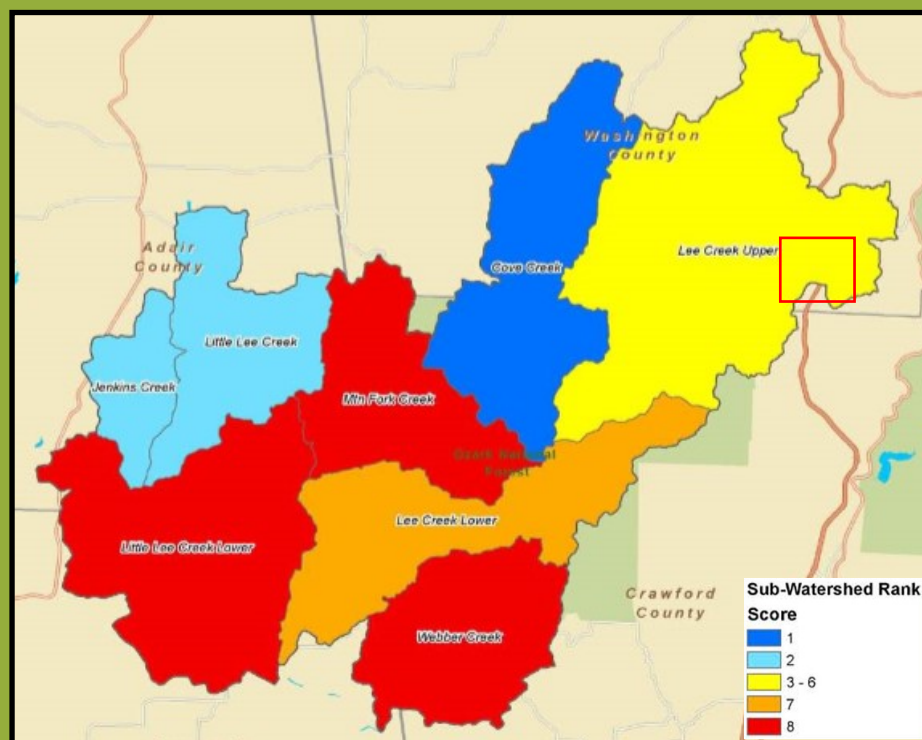 Washington
County
Lee Creek Upper
Adair
County
Cove Creek
Little Lee Creek
Jenkins Creek
Mtn Fork Creek
Ozark National
Forest
Lee Creek Lower
Little Lee Creek Lower
Crawford
County
Webber Creek
Sub-Watershed Rank
Score
1
2
3 - 6
7
8